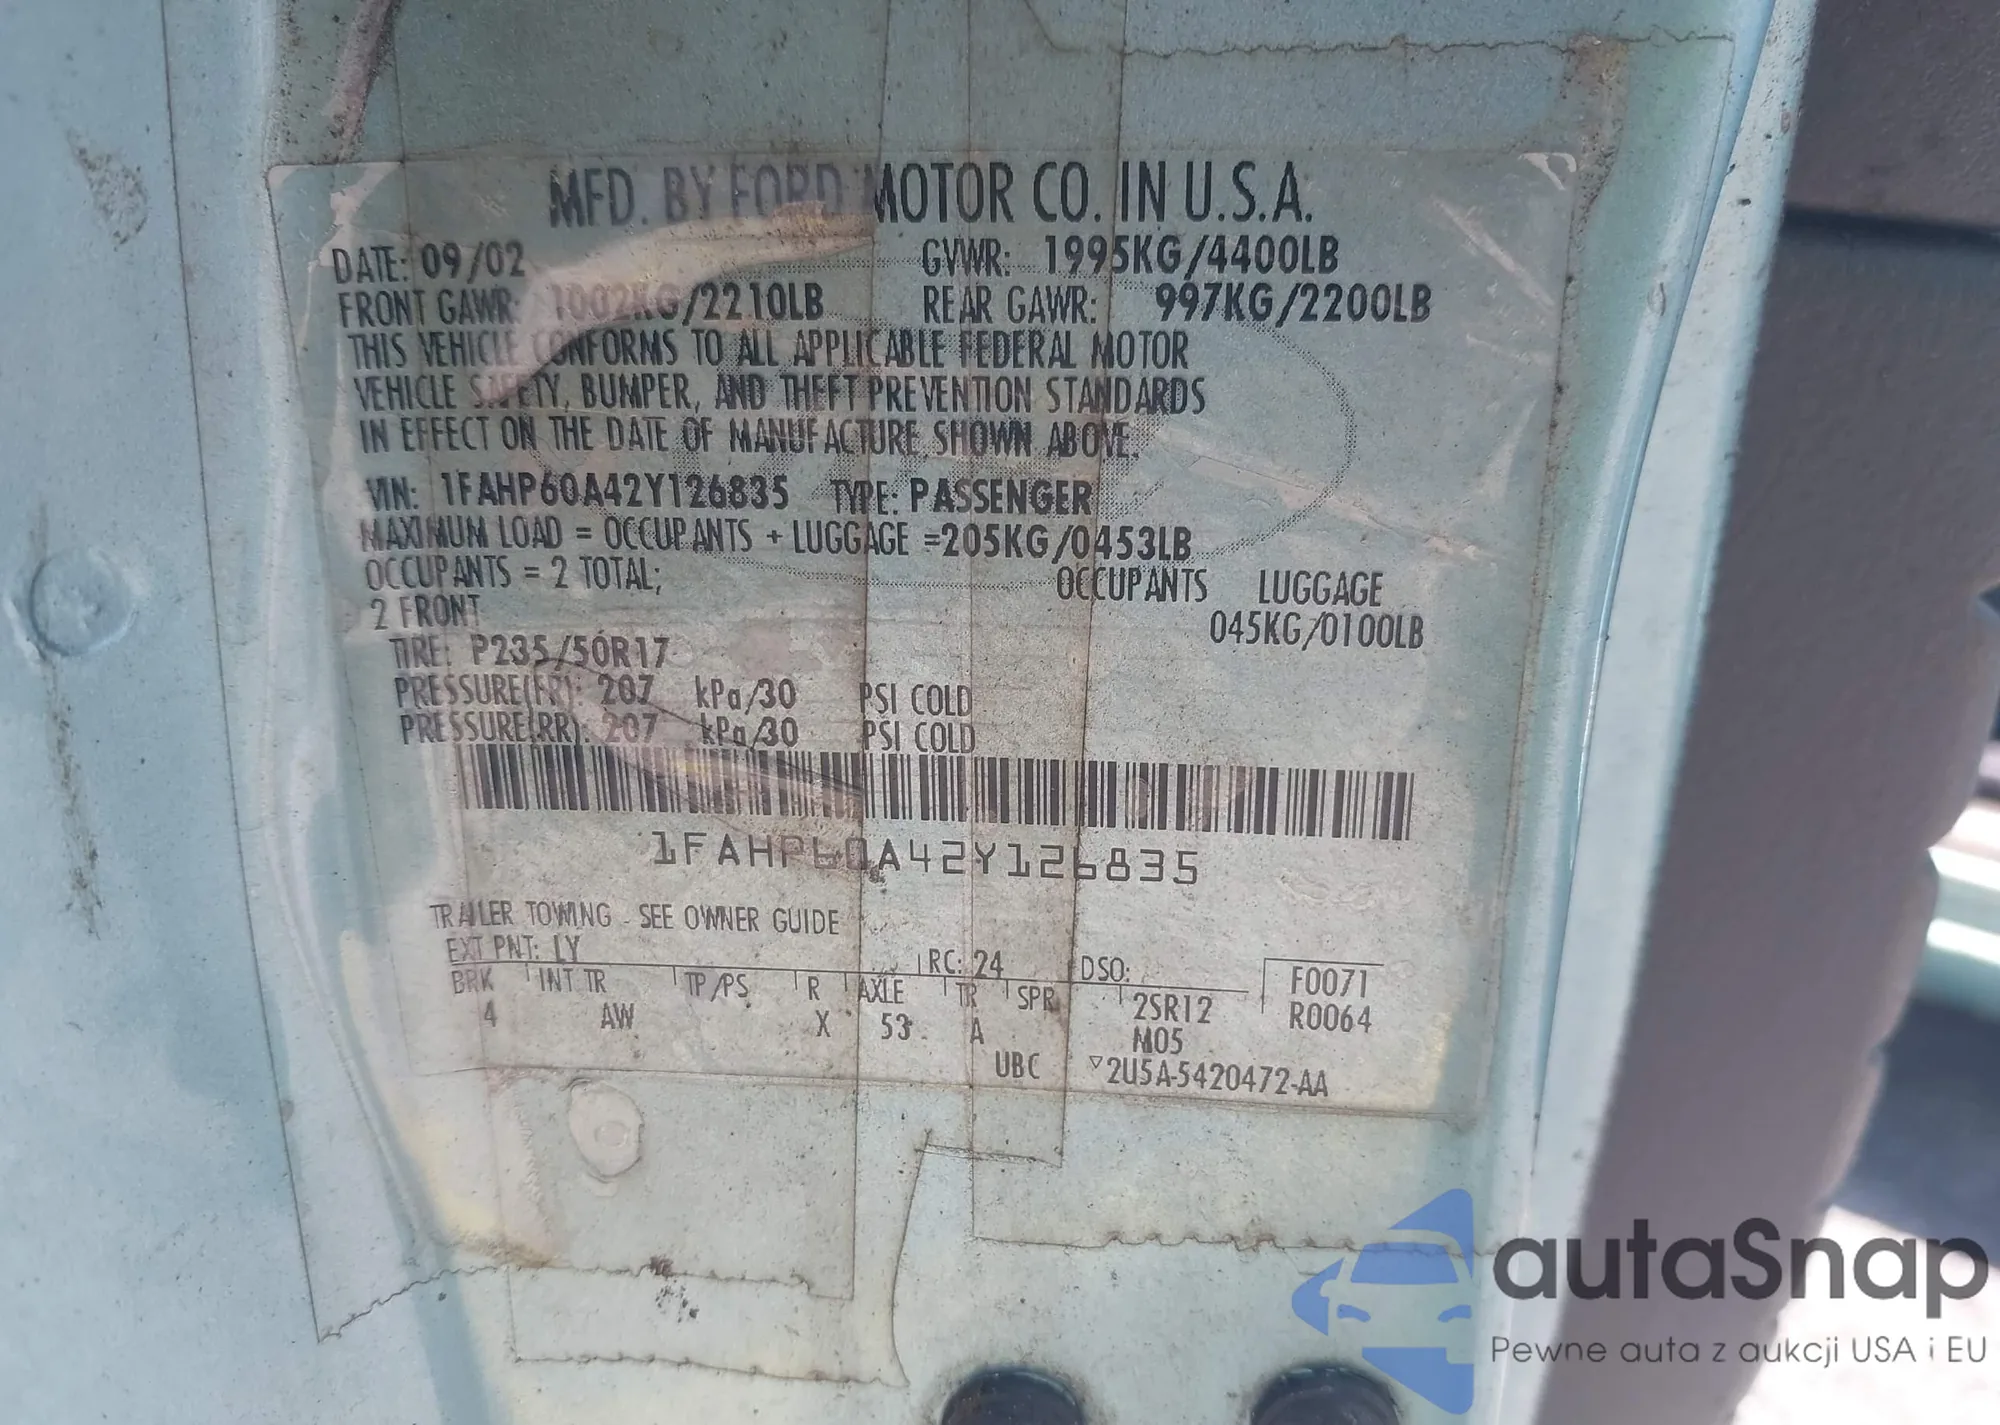 MFD. BY FORD MOTOR CO. IN U.S.A.
DATE: 09/02 GVWR: 1995KG/4400LB
FRONT GAWR: 1002KG/2210LB REAR GAWR: 997KG/2200LB
THIS VEHICLE CONFORMS TO ALL APPLICABLE FEDERAL MOTOR
VEHICLE SAFETY, BUMPER, AND THEFT PREVENTION STANDARDS
IN EFFECT ON THE DATE OF MANUFACTURE SHOWN ABOVE.
VIN: 1FAHP60A42Y126835 TYPE: PASSENGER
MAXIMUM LOAD = OCCUPANTS + LUGGAGE =205KG/0453LB
OCCUPANTS = 2 TOTAL; OCCUPANTS LUGGAGE
2 FRONT 045KG/0100LB
TIRE: P235/50R17
PRESSURE(FR): 207 kPa/30 PSI COLD
PRESSURE(RR): 207 kPa/30 PSI COLD
1FAHP60A42Y126835
TRAILER TOWING - SEE OWNER GUIDE
EXT PNT: LY RC: 24 DSO: F0071
BRK INT TR TP/PS R AXLE TR SPR 2SR12 R0064
4 AW X 53 A M05
UBC ▽2U5A-5420472-AA
autaSnap
Pewne auta z aukcji USA i EU